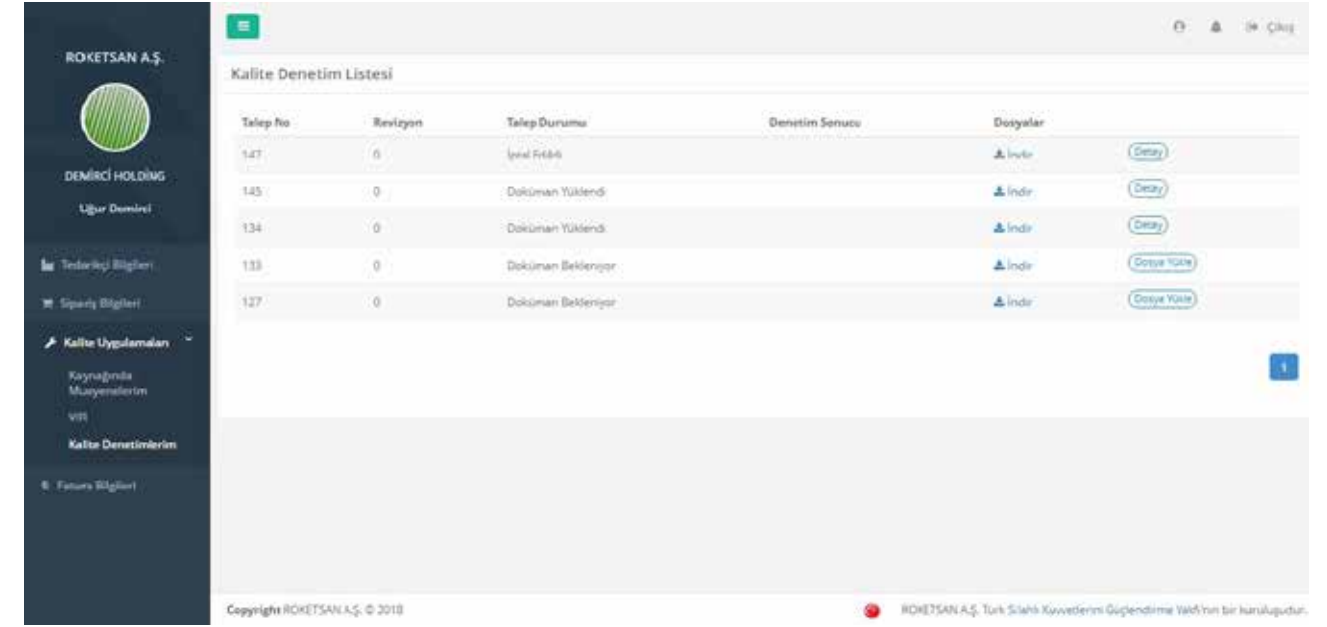 ROKETSAN A.Ş.
DEMİRCİ HOLDİNG
Uğur Demirci
Tedarikçi Bilgileri
Sipariş Bilgileri
Kalite Uygulamaları
Kaynağında
Muayenelerim
Kalite Denetimlerim
Fatura Bilgileri
Çıkış
Kalite Denetim Listesi
Talep No Revizyon Talep Durumu Denetim Sonucu Dosyalar
147 0 İptal Edildi İndir Detay
145 0 Doküman Yüklendi İndir Detay
134 0 Doküman Yüklendi İndir Detay
133 0 Doküman Bekleniyor İndir Dosya Yükle
127 0 Doküman Bekleniyor İndir Dosya Yükle
1
Copyright ROKETSAN A.Ş. © 2018
ROKETSAN A.Ş. Türk Silahlı Kuvvetlerini Güçlendirme Vakfı'nın bir kuruluşudur.